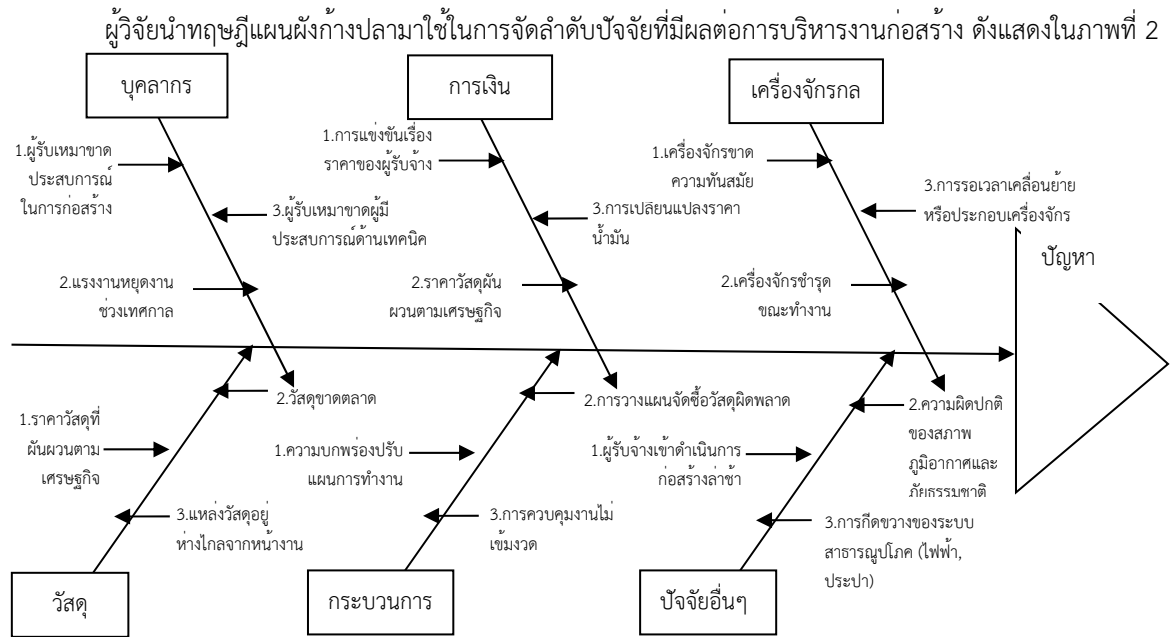 ผู้วิจัยนำทฤษฎีแผนผังก้างปลามาใช้ในการจัดลำดับปัจจัยที่มีผลต่อการบริหารงานก่อสร้าง ดังแสดงในภาพที่ 2
บุคลากร
การเงิน
เครื่องจักรกล
1.ผู้รับเหมาขาด
ประสบการณ์
ในการก่อสร้าง
3.ผู้รับเหมาขาดผู้มี
ประสบการณ์ด้านเทคนิค
2.แรงงานหยุดงาน
ช่วงเทศกาล
1.การแข่งขันเรื่อง
ราคาของผู้รับจ้าง
3.การเปลี่ยนแปลงราคา
น้ำมัน
2.ราคาวัสดุผัน
ผวนตามเศรษฐกิจ
1.เครื่องจักรขาด
ความทันสมัย
3.การรอเวลาเคลื่อนย้าย
หรือประกอบเครื่องจักร
2.เครื่องจักรชำรุด
ขณะทำงาน
ปัญหา
1.ราคาวัสดุที่
ผันผวนตาม
เศรษฐกิจ
2.วัสดุขาดตลาด
3.แหล่งวัสดุอยู่
ห่างไกลจากหน้างาน
1.ความบกพร่องปรับ
แผนการทำงาน
2.การวางแผนจัดซื้อวัสดุผิดพลาด
3.การควบคุมงานไม่
เข้มงวด
1.ผู้รับจ้างเข้าดำเนินการ
ก่อสร้างล่าช้า
2.ความผิดปกติ
ของสภาพ
ภูมิอากาศและ
ภัยธรรมชาติ
3.การกีดขวางของระบบ
สาธารณูปโภค (ไฟฟ้า,
ประปา)
วัสดุ
กระบวนการ
ปัจจัยอื่นๆ